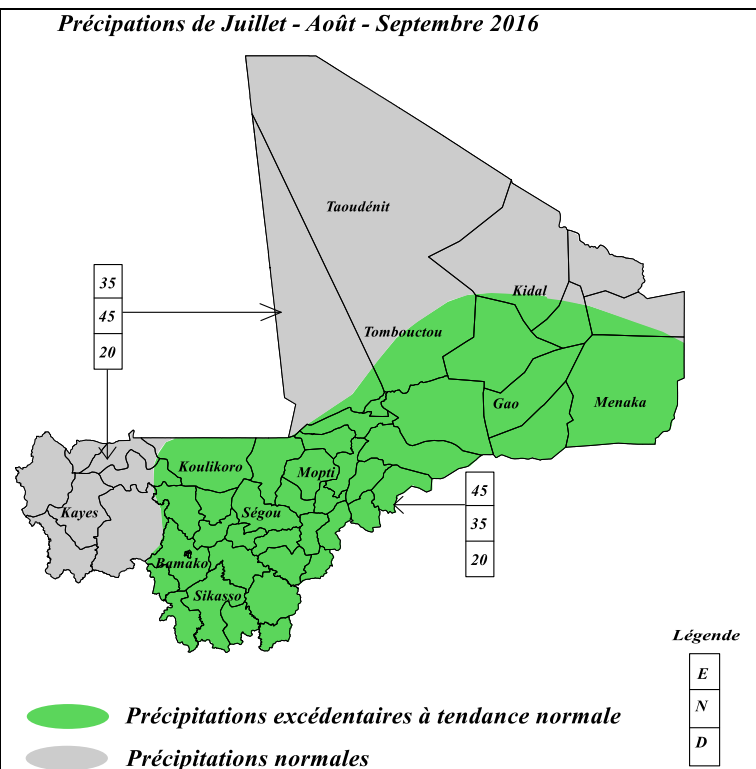 Précipations de Juillet - Août - Septembre 2016
Taoudénit
Kidal
35
45
20
Tombouctou
Gao
Menaka
Koulikoro
Mopti
Kayes
Ségou
45
35
20
Bamako
Sikasso
Légende
E
N
D
Précipitations excédentaires à tendance normale
Précipitations normales